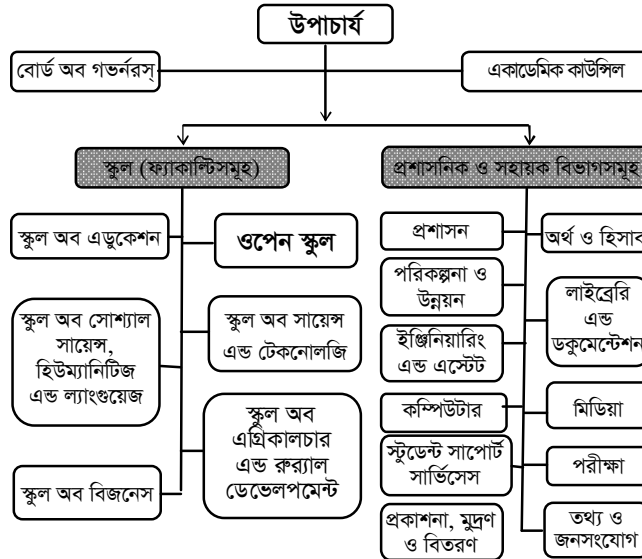 উপাচার্য
বোর্ড অব গভর্নরস্
একাডেমিক কাউন্সিল
স্কুল (ফ্যাকাল্টিসমূহ)
স্কুল অব এডুকেশন
ওপেন স্কুল
স্কুল অব সোশ্যাল
সায়েন্স,
হিউম্যানিটিজ
এন্ড ল্যাংগুয়েজ
স্কুল অব সায়েন্স
এন্ড টেকনোলজি
স্কুল অব
এগ্রিকালচার
এন্ড রুর‍্যাল
ডেভেলপমেন্ট
স্কুল অব বিজনেস
প্রশাসনিক ও সহায়ক বিভাগসমূহ
প্রশাসন
অর্থ ও হিসাব
পরিকল্পনা ও
উন্নয়ন
লাইব্রেরি
এন্ড
ডকুমেন্টেশন
ইঞ্জিনিয়ারিং
এন্ড এস্টেট
কম্পিউটার
মিডিয়া
স্টুডেন্ট সাপোর্ট
সার্ভিসেস
পরীক্ষা
প্রকাশনা, মুদ্রণ
ও বিতরণ
তথ্য ও
জনসংযোগ